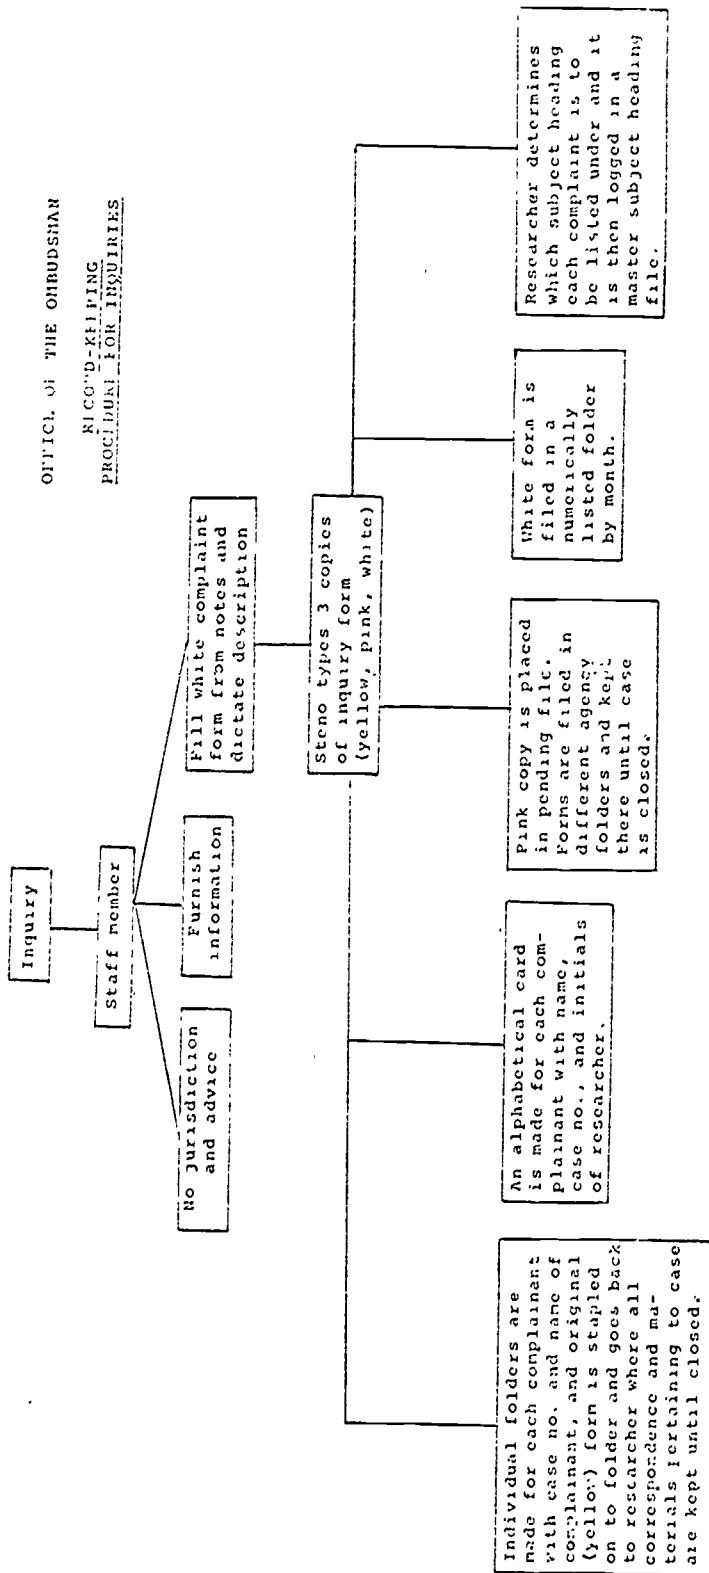 OFFICE OF THE OMBUDSMAN
RECORD-KEEPING
PROCEDURE FOR INQUIRIES
Inquiry
Staff member
No jurisdiction
and advice
Furnish
information
Fill white complaint
form from notes and
dictate description
Steno types 3 copies
of inquiry form
(yellow, pink, white)
Individual folders are
made for each complainant
with case no. and name of
complainant, and original
(yellow) form is stapled
on to folder and goes back
to researcher where all
correspondence and ma-
terials pertaining to case
are kept until closed.
An alphabetical card
is made for each com-
plainant with name,
case no., and initials
of researcher.
Pink copy is placed
in pending file.
Forms are filed in
different agency
folders and kept
there until case
is closed.
White form is
filed in a
numerically
listed folder
by month.
Researcher determines
which subject heading
each complaint is to
be listed under and it
is then logged in a
master subject heading
file.